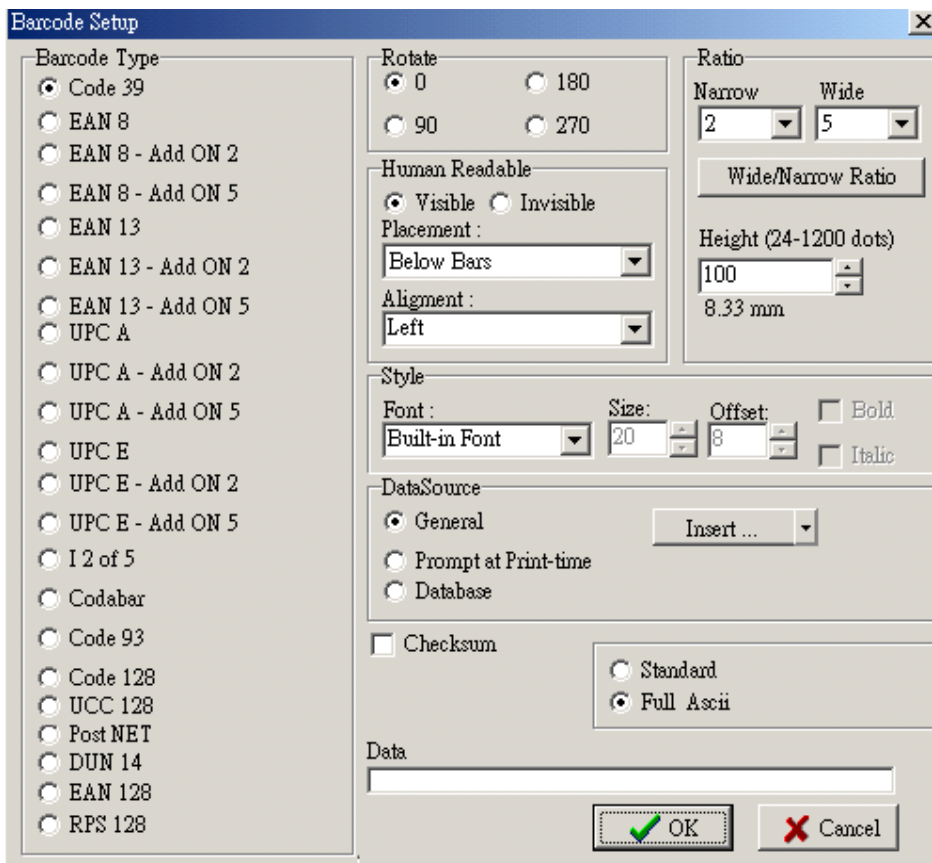 Barcode Setup
Barcode Type
Code 39
EAN 8
EAN 8 - Add ON 2
EAN 8 - Add ON 5
EAN 13
EAN 13 - Add ON 2
EAN 13 - Add ON 5
UPC A
UPC A - Add ON 2
UPC A - Add ON 5
UPC E
UPC E - Add ON 2
UPC E - Add ON 5
I 2 of 5
Codabar
Code 93
Code 128
UCC 128
Post NET
DUN 14
EAN 128
RPS 128
Rotate
0 180
90 270
Human Readable
Visible Invisible
Placement :
Below Bars
Aligment :
Left
Ratio
Narrow Wide
2 5
Wide/Narrow Ratio
Height (24-1200 dots)
100
8.33 mm
Style
Font : Size: Offset:
Built-in Font 20 8
Bold
Italic
DataSource
General
Insert ...
Prompt at Print-time
Database
Checksum
Standard
Full Ascii
Data
OK Cancel